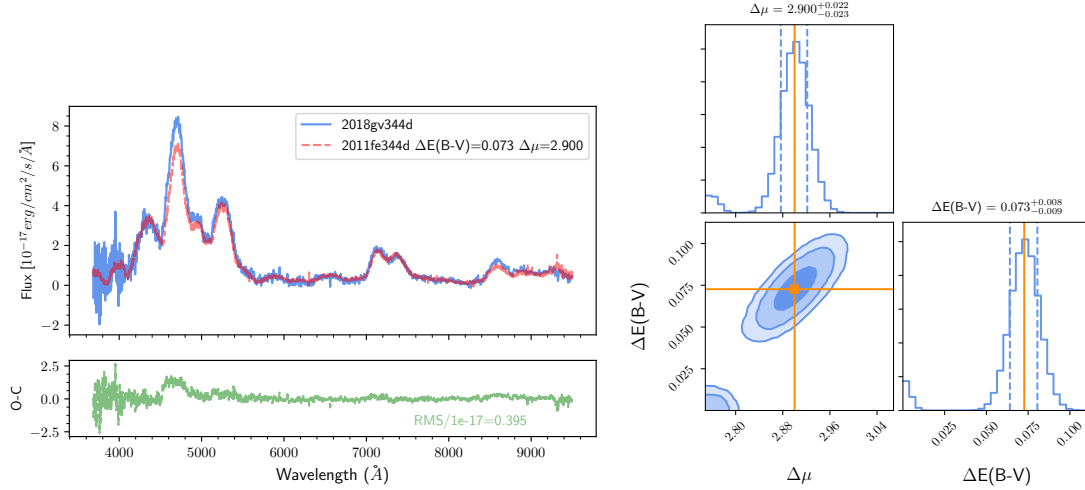 2018gv344d
2011fe344d ΔE(B-V)=0.073 Δμ=2.900
Flux [10⁻¹⁷erg/cm²/s/Å]
8
6
4
2
0
−2
O-C
2.5
0.0
−2.5
RMS/1e-17=0.395
4000 5000 6000 7000 8000 9000
Wavelength (Å)
Δμ = 2.900+0.022−0.023
ΔE(B-V) = 0.073+0.008−0.009
ΔE(B-V)
0.100
0.075
0.050
0.025
2.80 2.88 2.96 3.04
Δμ
0.025 0.050 0.075 0.100
ΔE(B-V)